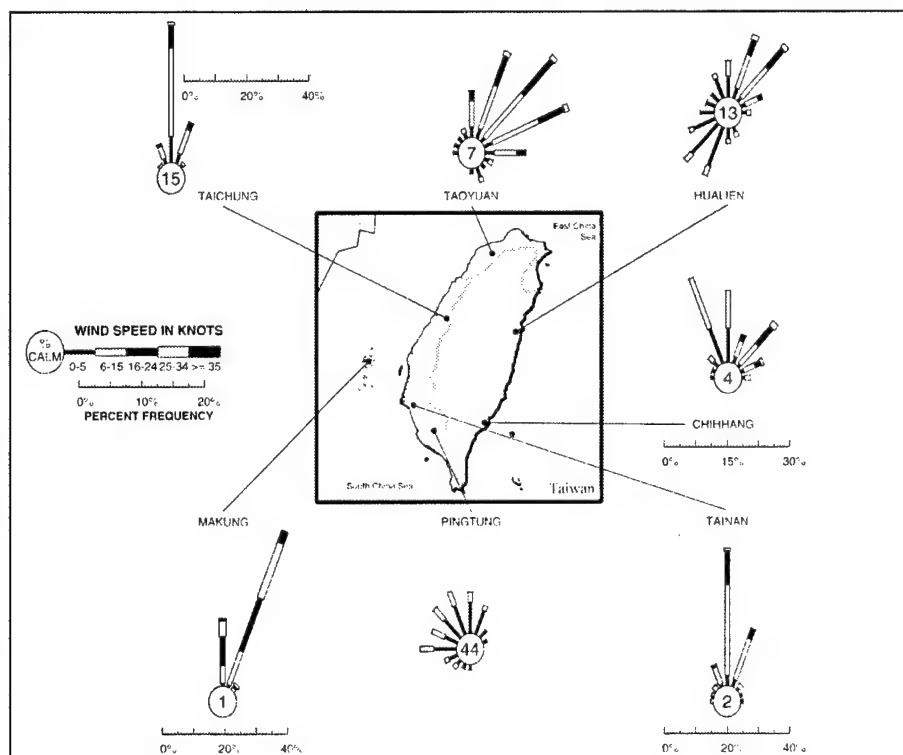 0% 20% 40%
15
7
13
TAICHUNG
TAOYUAN
HUALIEN
East China
Sea
WIND SPEED IN KNOTS
%
CALM
0-5 6-15 16-24 25-34 >= 35
0% 10% 20%
PERCENT FREQUENCY
4
CHIHHANG
0% 15% 30%
South China Sea
Taiwan
MAKUNG
PINGTUNG
TAINAN
1
44
2
0% 20% 40%
0% 20% 40%